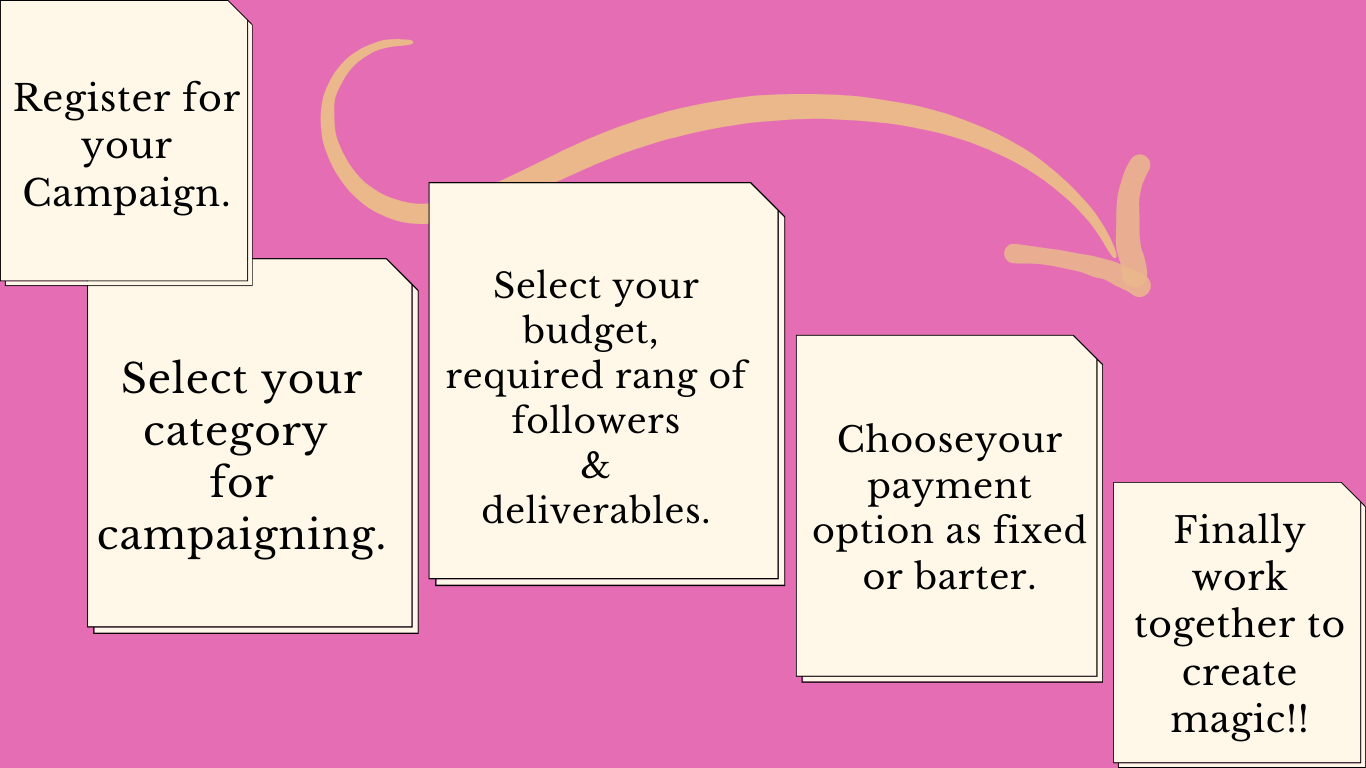 Register for
your
Campaign.
Select your
category
for
campaigning.
Select your
budget,
required rang of
followers
&
deliverables.
Chooseyour
payment
option as fixed
or barter.
Finally
work
together to
create
magic!!